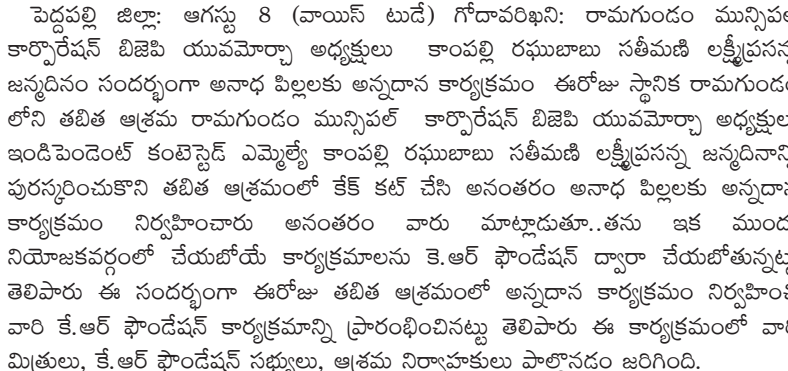 పెద్దపల్లి జిల్లా: ఆగస్టు 8 (వాయిస్ టుడే) గోదావరిఖని: రామగుండం మున్సిపల్
కార్పొరేషన్ బిజెపి యువమోర్చా అధ్యక్షులు కాంపల్లి రఘుబాబు సతీమణి లక్ష్మీప్రసన్న
జన్మదినం సందర్భంగా అనాధ పిల్లలకు అన్నదాన కార్యక్రమం ఈరోజు స్థానిక రామగుండం
లోని తబిత ఆశ్రమ రామగుండం మున్సిపల్ కార్పొరేషన్ బిజెపి యువమోర్చా అధ్యక్షులు
ఇండిపెండెంట్ కంటెస్టెడ్ ఎమ్మెల్యే కాంపల్లి రఘుబాబు సతీమణి లక్ష్మీప్రసన్న జన్మదినాన్ని
పురస్కరించుకొని తబిత ఆశ్రమంలో కేక్ కట్ చేసి అనంతరం అనాధ పిల్లలకు అన్నదాన
కార్యక్రమం నిర్వహించారు అనంతరం వారు మాట్లాడుతూ..తను ఇక ముందు
నియోజకవర్గంలో చేయబోయే కార్యక్రమాలను కె.ఆర్ ఫౌండేషన్ ద్వారా చేయబోతున్నట్టు
తెలిపారు ఈ సందర్భంగా ఈరోజు తబిత ఆశ్రమంలో అన్నదాన కార్యక్రమం నిర్వహించి
వారి కే.ఆర్ ఫౌండేషన్ కార్యక్రమాన్ని ప్రారంభించినట్టు తెలిపారు ఈ కార్యక్రమంలో వారి
మిత్రులు, కే.ఆర్ ఫౌండేషన్ సభ్యులు, ఆశ్రమ నిర్వాహకులు పాల్గొనడం జరిగింది.